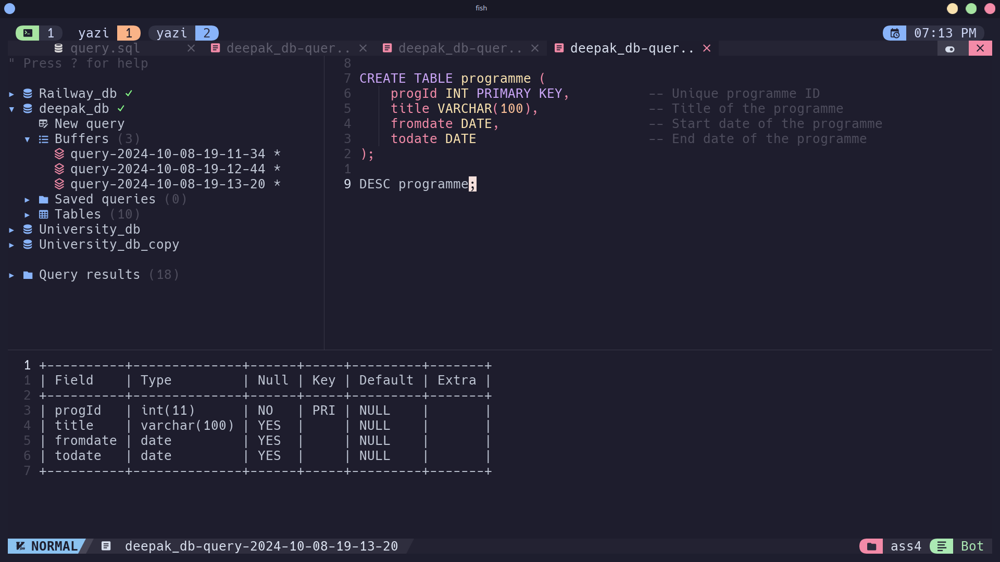 fish
1 yazi 1 yazi 2 07:13 PM
query.sql deepak_db-quer.. deepak_db-quer.. deepak_db-quer..
" Press ? for help
Railway_db
deepak_db
New query
Buffers (3)
query-2024-10-08-19-11-34 *
query-2024-10-08-19-12-44 *
query-2024-10-08-19-13-20 *
Saved queries (0)
Tables (10)
University_db
University_db_copy
Query results (18)
8
7 CREATE TABLE programme (
6 progId INT PRIMARY KEY, -- Unique programme ID
5 title VARCHAR(100), -- Title of the programme
4 fromdate DATE, -- Start date of the programme
3 todate DATE -- End date of the programme
2 );
1
9 DESC programme;
1 +----------+--------------+------+-----+---------+-------+
1 | Field    | Type         | Null | Key | Default | Extra |
2 +----------+--------------+------+-----+---------+-------+
3 | progId   | int(11)      | NO   | PRI | NULL    |       |
4 | title    | varchar(100) | YES  |     | NULL    |       |
5 | fromdate | date         | YES  |     | NULL    |       |
6 | todate   | date         | YES  |     | NULL    |       |
7 +----------+--------------+------+-----+---------+-------+
NORMAL deepak_db-query-2024-10-08-19-13-20 ass4 Bot